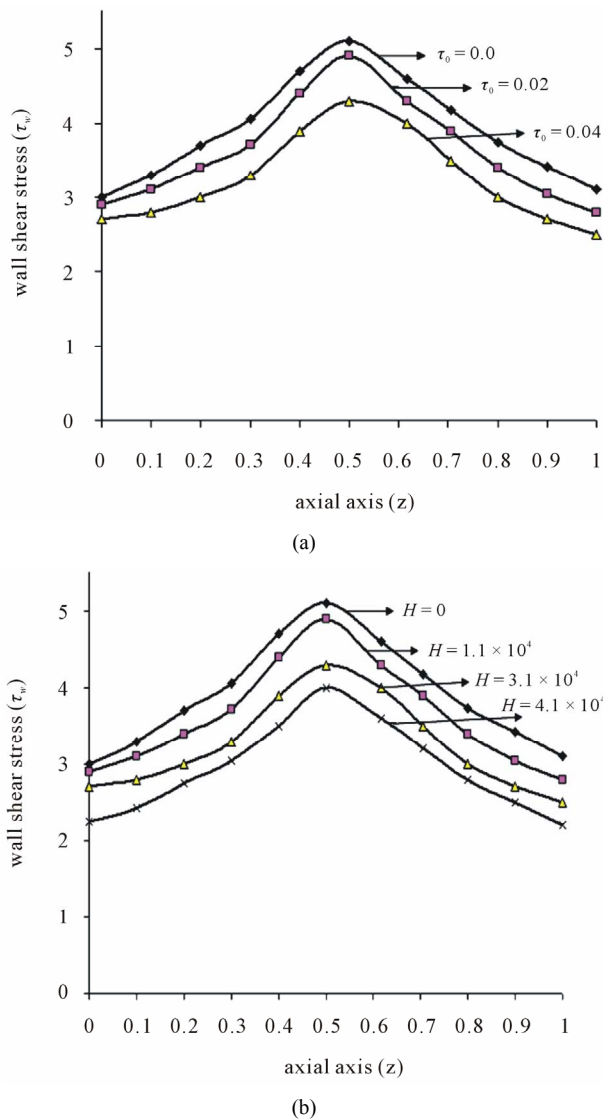 5
4
3
2
1
0
wall shear stress (τw)
τ0 = 0.0
τ0 = 0.02
τ0 = 0.04
0 0.1 0.2 0.3 0.4 0.5 0.6 0.7 0.8 0.9 1
axial axis (z)
(a)
5
4
3
2
1
0
wall shear stress (τw)
H = 0
H = 1.1 × 10⁴
H = 3.1 × 10⁴
H = 4.1 × 10⁴
0 0.1 0.2 0.3 0.4 0.5 0.6 0.7 0.8 0.9 1
axial axis (z)
(b)